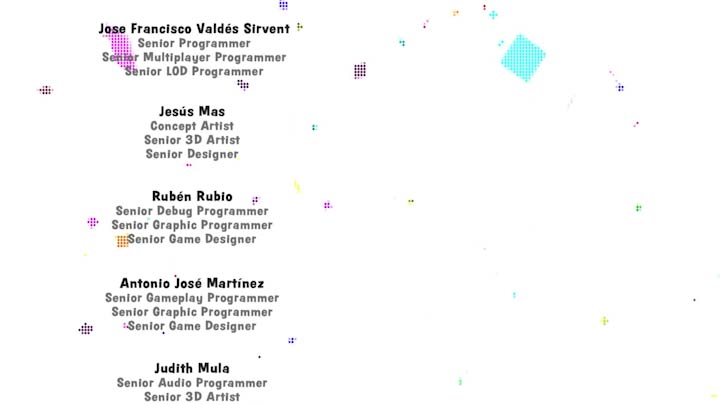 Jose Francisco Valdés Sirvent
Senior Programmer
Senior Multiplayer Programmer
Senior LOD Programmer
Jesús Mas
Concept Artist
Senior 3D Artist
Senior Designer
Rubén Rubio
Senior Debug Programmer
Senior Graphic Programmer
Senior Game Designer
Antonio José Martínez
Senior Gameplay Programmer
Senior Graphic Programmer
Senior Game Designer
Judith Mula
Senior Audio Programmer
Senior 3D Artist